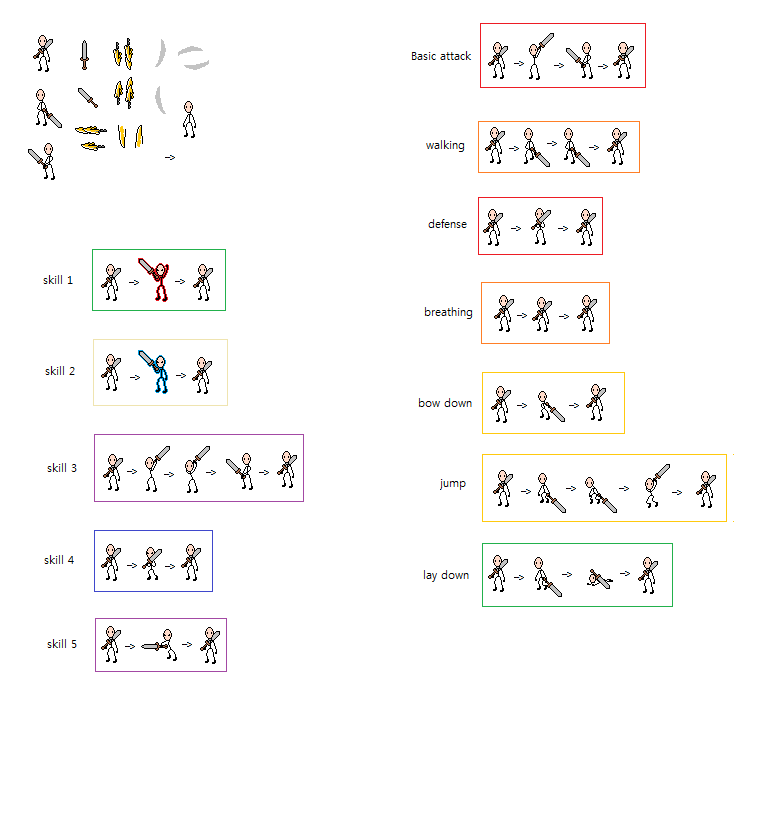 Basic attack
walking
defense
breathing
bow down
jump
lay down
skill 1
skill 2
skill 3
skill 4
skill 5